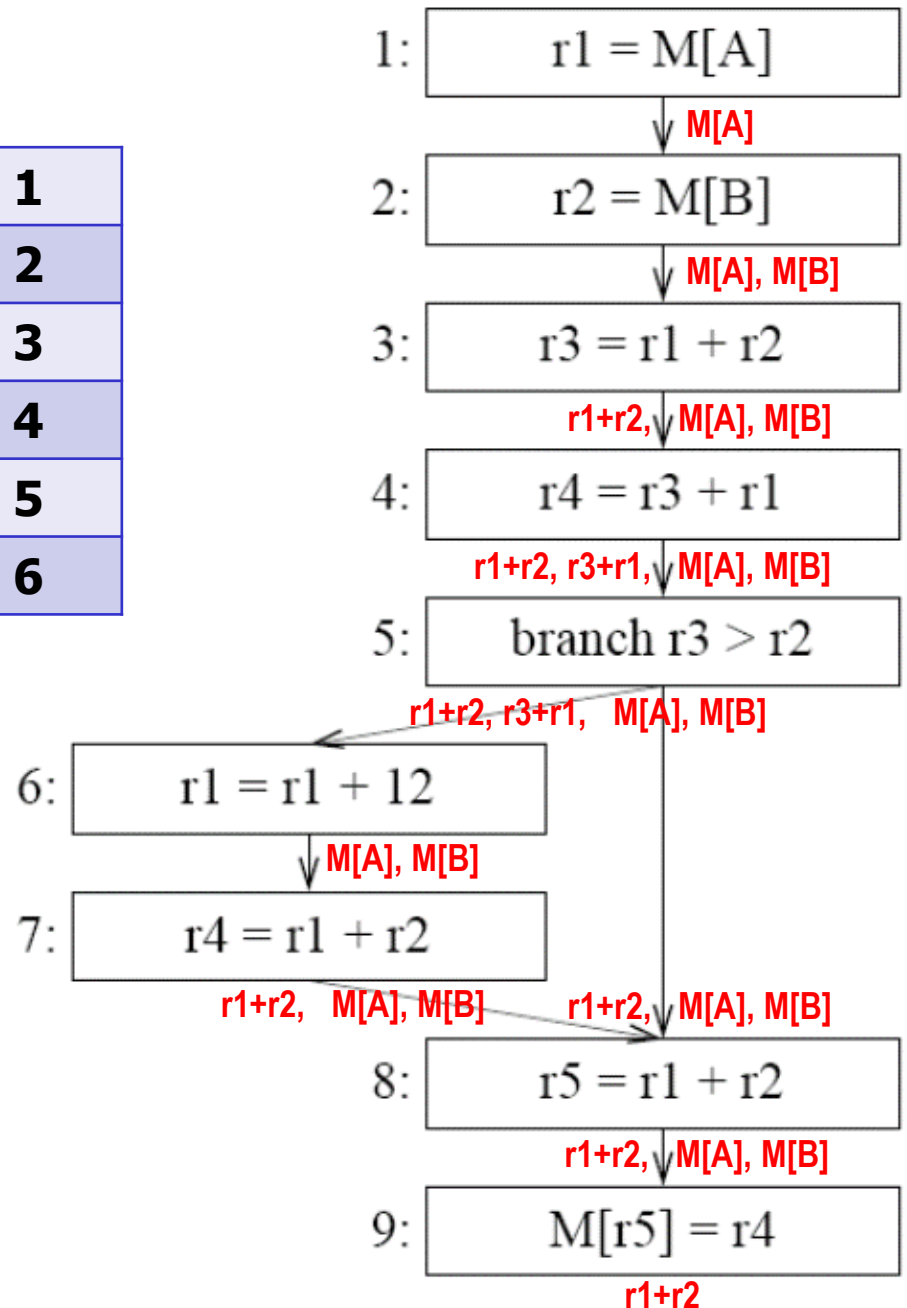 1
2
3
4
5
6
1: r1 = M[A]
M[A]
2: r2 = M[B]
M[A], M[B]
3: r3 = r1 + r2
r1+r2, M[A], M[B]
4: r4 = r3 + r1
r1+r2, r3+r1, M[A], M[B]
5: branch r3 > r2
r1+r2, r3+r1, M[A], M[B]
6: r1 = r1 + 12
M[A], M[B]
7: r4 = r1 + r2
r1+r2, M[A], M[B]
r1+r2, M[A], M[B]
8: r5 = r1 + r2
r1+r2, M[A], M[B]
9: M[r5] = r4
r1+r2